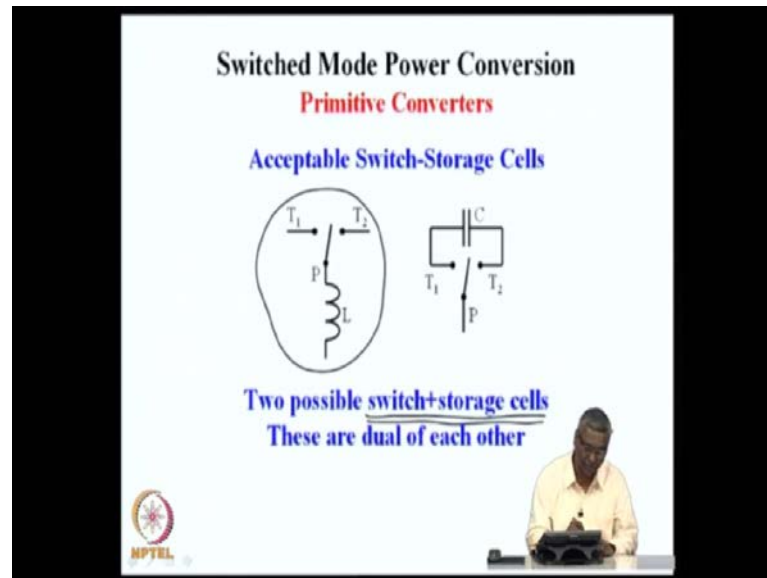 Switched Mode Power Conversion
Primitive Converters
Acceptable Switch-Storage Cells
T1 T2 C
P T1 T2
L P
Two possible switch+storage cells
These are dual of each other
NPTEL